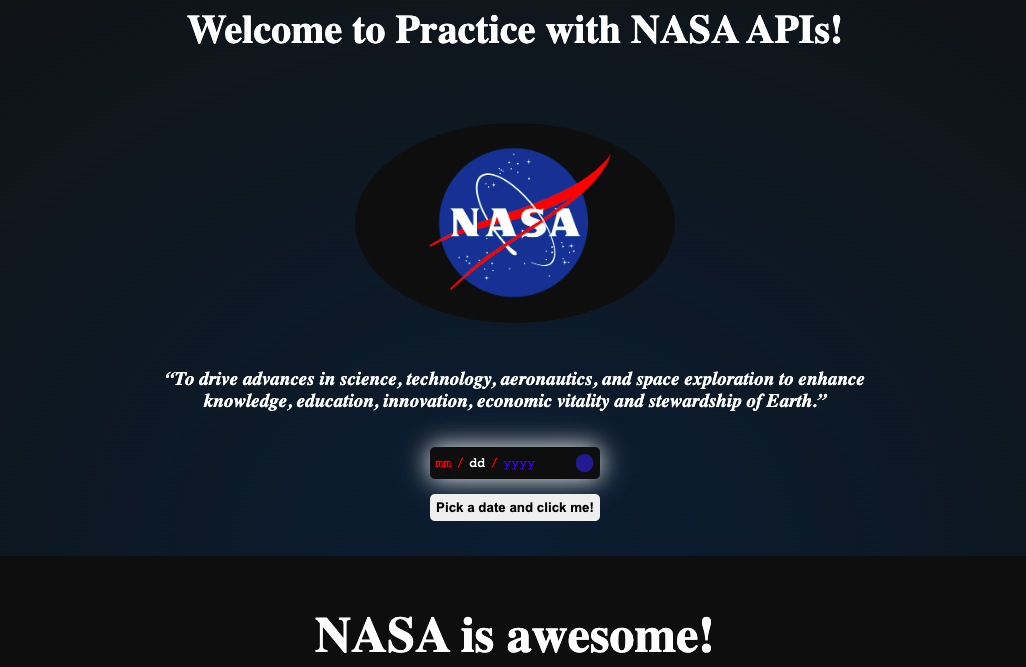 Welcome to Practice with NASA APIs!
NASA
“To drive advances in science, technology, aeronautics, and space exploration to enhance
knowledge, education, innovation, economic vitality and stewardship of Earth.”
mm / dd / yyyy
Pick a date and click me!
NASA is awesome!